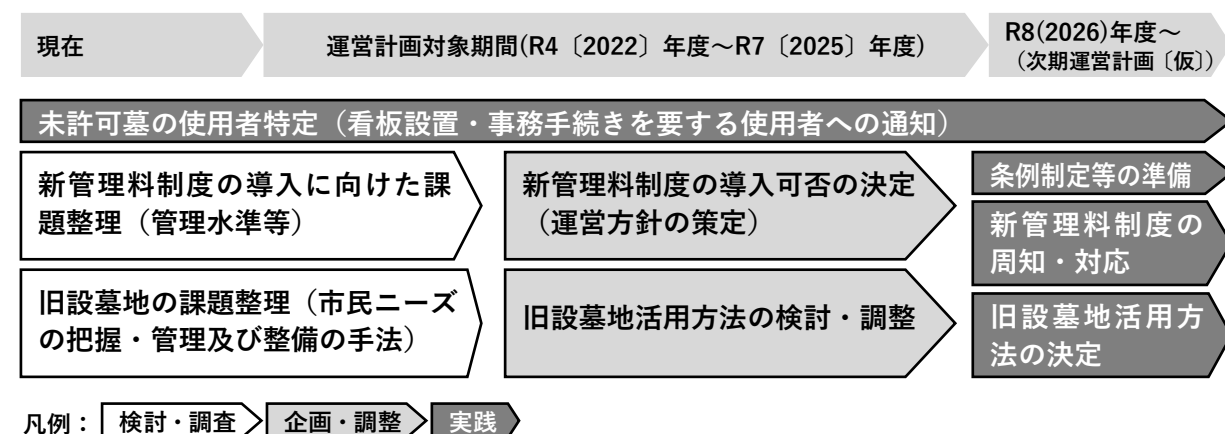 現在
運営計画対象期間(R4〔2022〕年度～R7〔2025〕年度)
R8(2026)年度～
（次期運営計画〔仮〕）
未許可墓の使用者特定（看板設置・事務手続きを要する使用者への通知）
新管理料制度の導入に向けた課
題整理（管理水準等）
新管理料制度の導入可否の決定
（運営方針の策定）
条例制定等の準備
新管理料制度の
周知・対応
旧設墓地の課題整理（市民ニーズ
の把握・管理及び整備の手法）
旧設墓地活用方法の検討・調整
旧設墓地活用方
法の決定
凡例：
検討・調査
企画・調整
実践